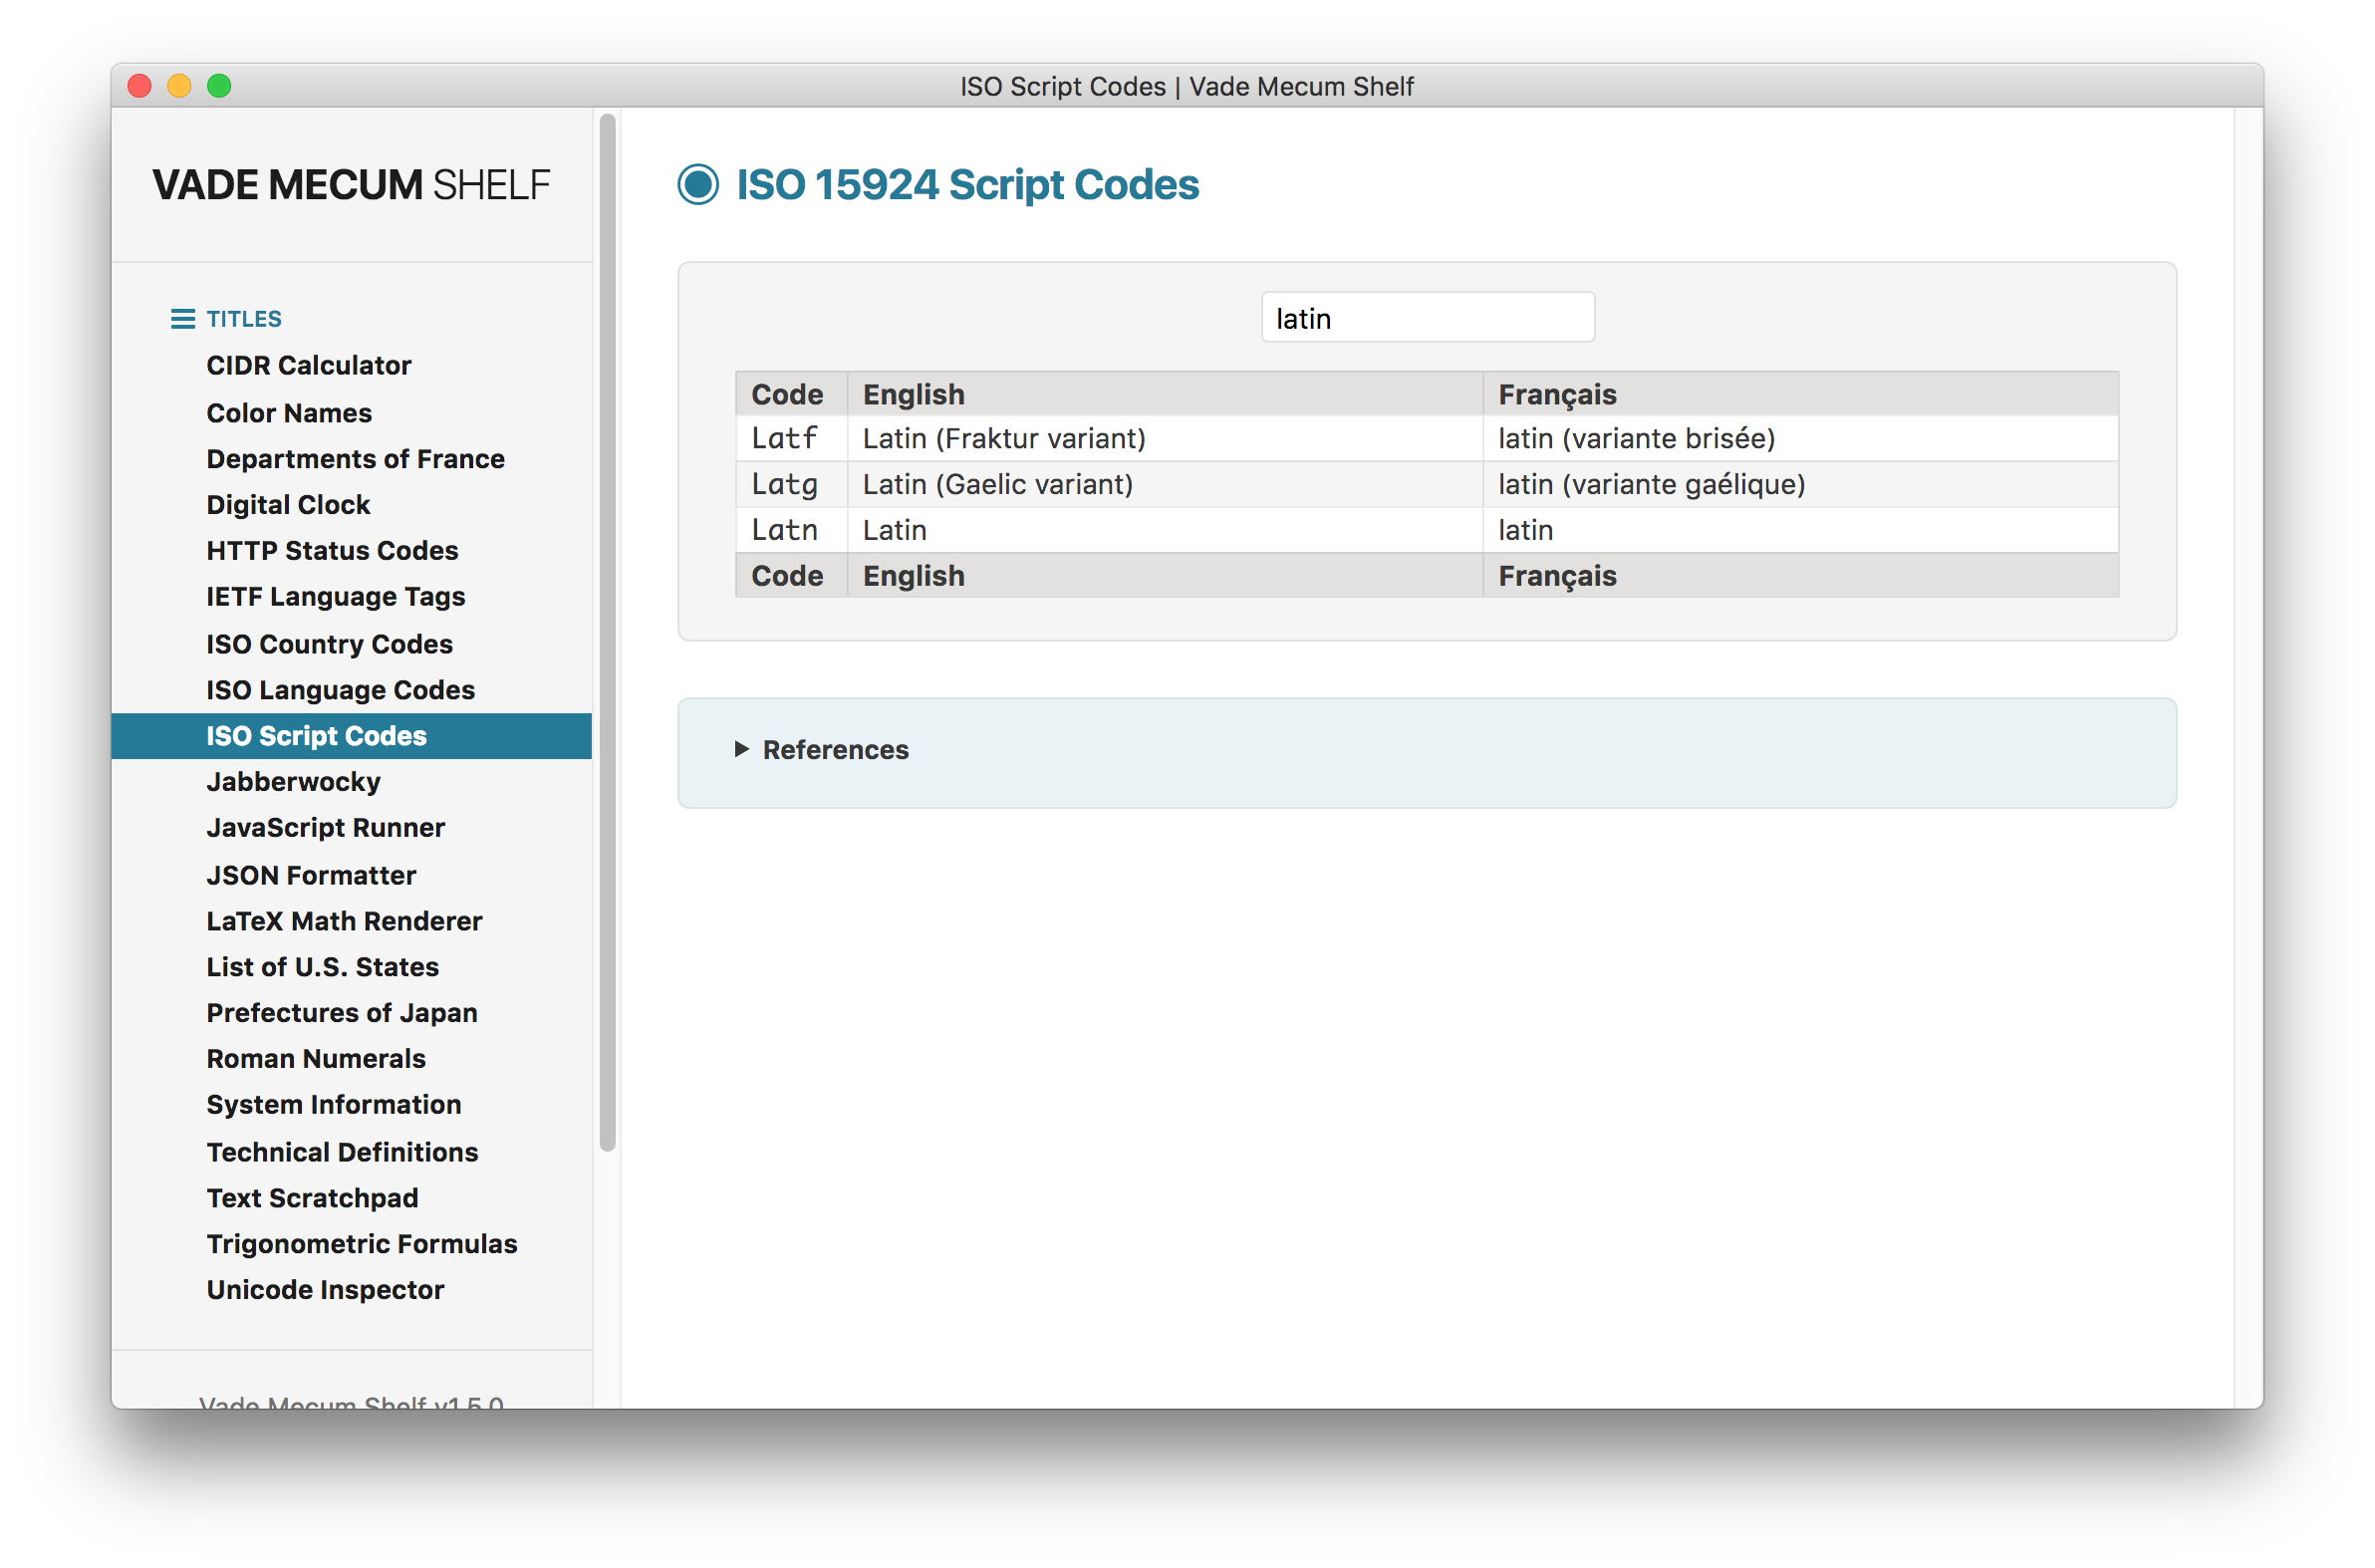 ISO Script Codes | Vade Mecum Shelf
VADE MECUM SHELF
TITLES
CIDR Calculator
Color Names
Departments of France
Digital Clock
HTTP Status Codes
IETF Language Tags
ISO Country Codes
ISO Language Codes
ISO Script Codes
Jabberwocky
JavaScript Runner
JSON Formatter
LaTeX Math Renderer
List of U.S. States
Prefectures of Japan
Roman Numerals
System Information
Technical Definitions
Text Scratchpad
Trigonometric Formulas
Unicode Inspector
Vade Mecum Shelf v1.5.0
ISO 15924 Script Codes
latin
Code English Français
Latf Latin (Fraktur variant) latin (variante brisée)
Latg Latin (Gaelic variant) latin (variante gaélique)
Latn Latin latin
Code English Français
References